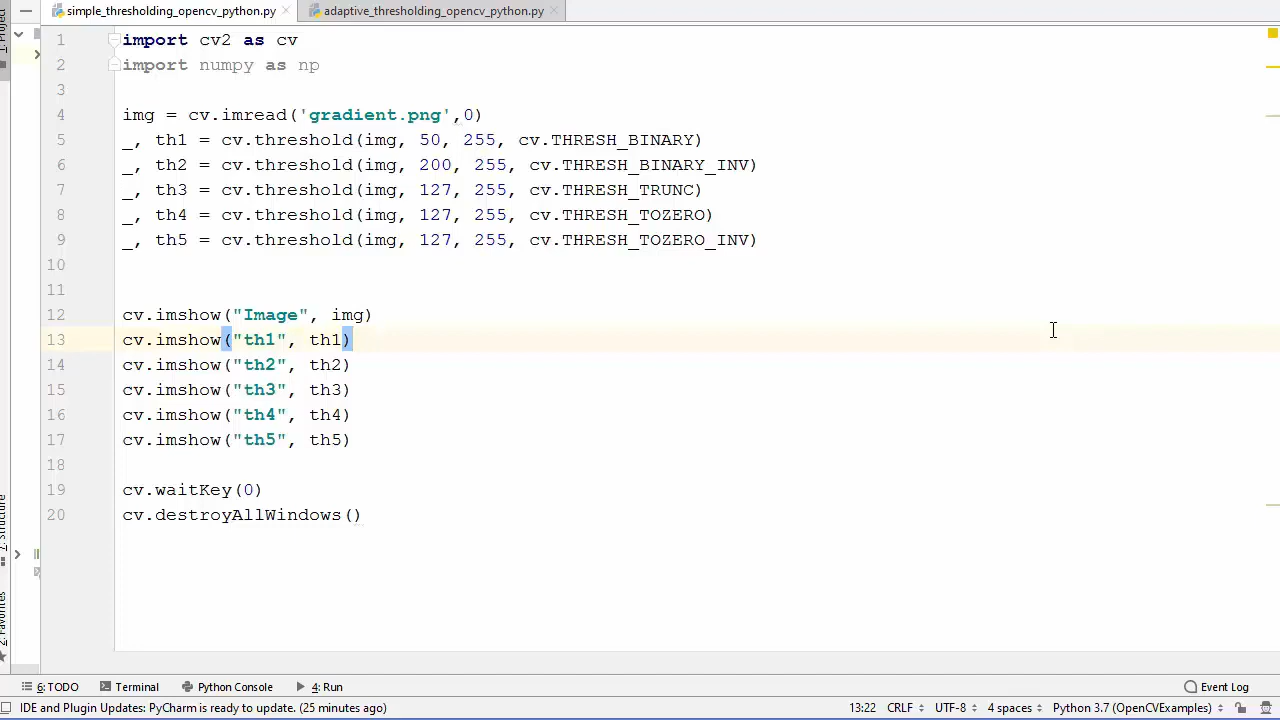 simple_thresholding_opencv_python.py
adaptive_thresholding_opencv_python.py
1 import cv2 as cv
2 import numpy as np
3
4 img = cv.imread('gradient.png',0)
5 _, th1 = cv.threshold(img, 50, 255, cv.THRESH_BINARY)
6 _, th2 = cv.threshold(img, 200, 255, cv.THRESH_BINARY_INV)
7 _, th3 = cv.threshold(img, 127, 255, cv.THRESH_TRUNC)
8 _, th4 = cv.threshold(img, 127, 255, cv.THRESH_TOZERO)
9 _, th5 = cv.threshold(img, 127, 255, cv.THRESH_TOZERO_INV)
10
11
12 cv.imshow("Image", img)
13 cv.imshow("th1", th1)
14 cv.imshow("th2", th2)
15 cv.imshow("th3", th3)
16 cv.imshow("th4", th4)
17 cv.imshow("th5", th5)
18
19 cv.waitKey(0)
20 cv.destroyAllWindows()
1: Project
7: Structure
2: Favorites
6: TODO Terminal Python Console 4: Run Event Log
IDE and Plugin Updates: PyCharm is ready to update. (25 minutes ago) 13:22 CRLF UTF-8 4 spaces Python 3.7 (OpenCVExamples)